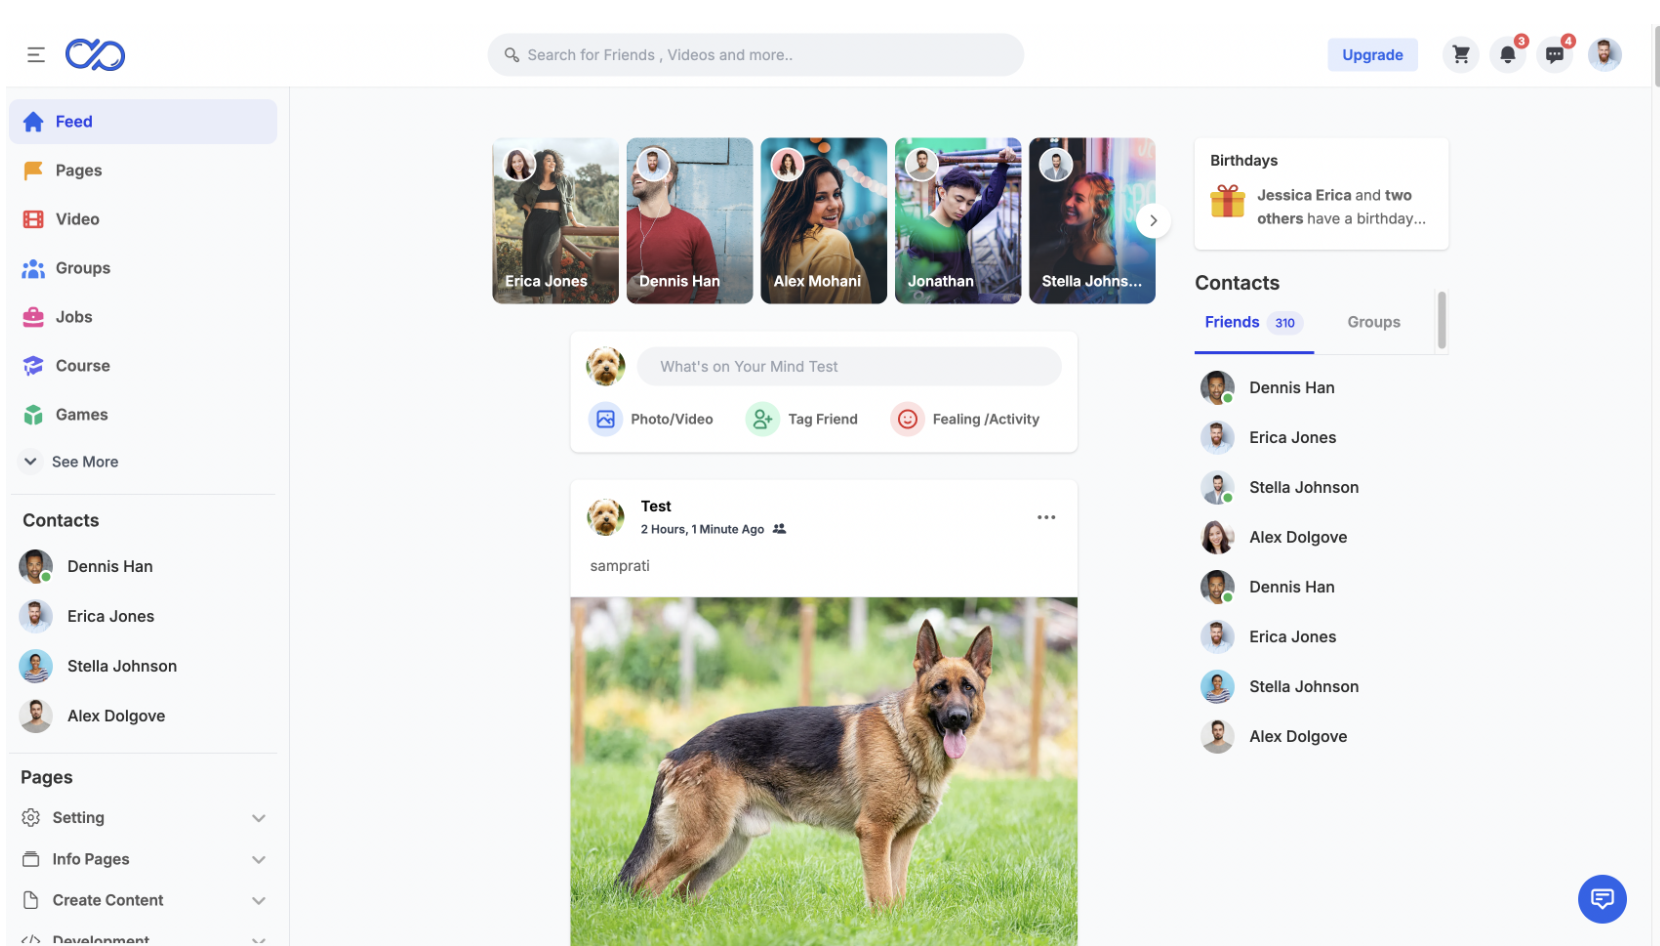 Search for Friends , Videos and more..
Upgrade
3
4
Feed
Pages
Video
Groups
Jobs
Course
Games
See More
Contacts
Dennis Han
Erica Jones
Stella Johnson
Alex Dolgove
Pages
Setting
Info Pages
Create Content
Development
Erica Jones
Dennis Han
Alex Mohani
Jonathan
Stella Johns...
What's on Your Mind Test
Photo/Video
Tag Friend
Fealing /Activity
Test
2 Hours, 1 Minute Ago
samprati
Birthdays
Jessica Erica and two
others have a birthday...
Contacts
Friends 310
Groups
Dennis Han
Erica Jones
Stella Johnson
Alex Dolgove
Dennis Han
Erica Jones
Stella Johnson
Alex Dolgove